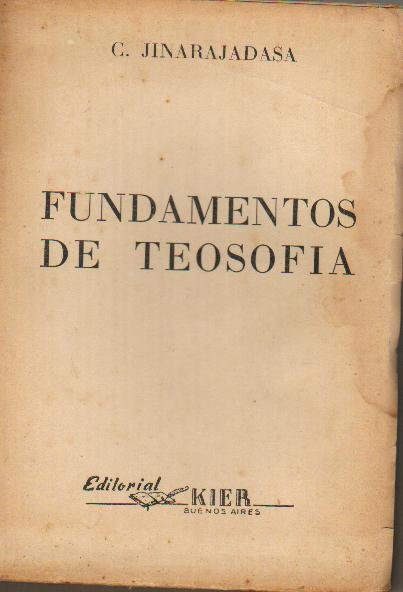 C. JINARAJADASA
FUNDAMENTOS
DE TEOSOFIA
Editorial KIER
BUENOS AIRES